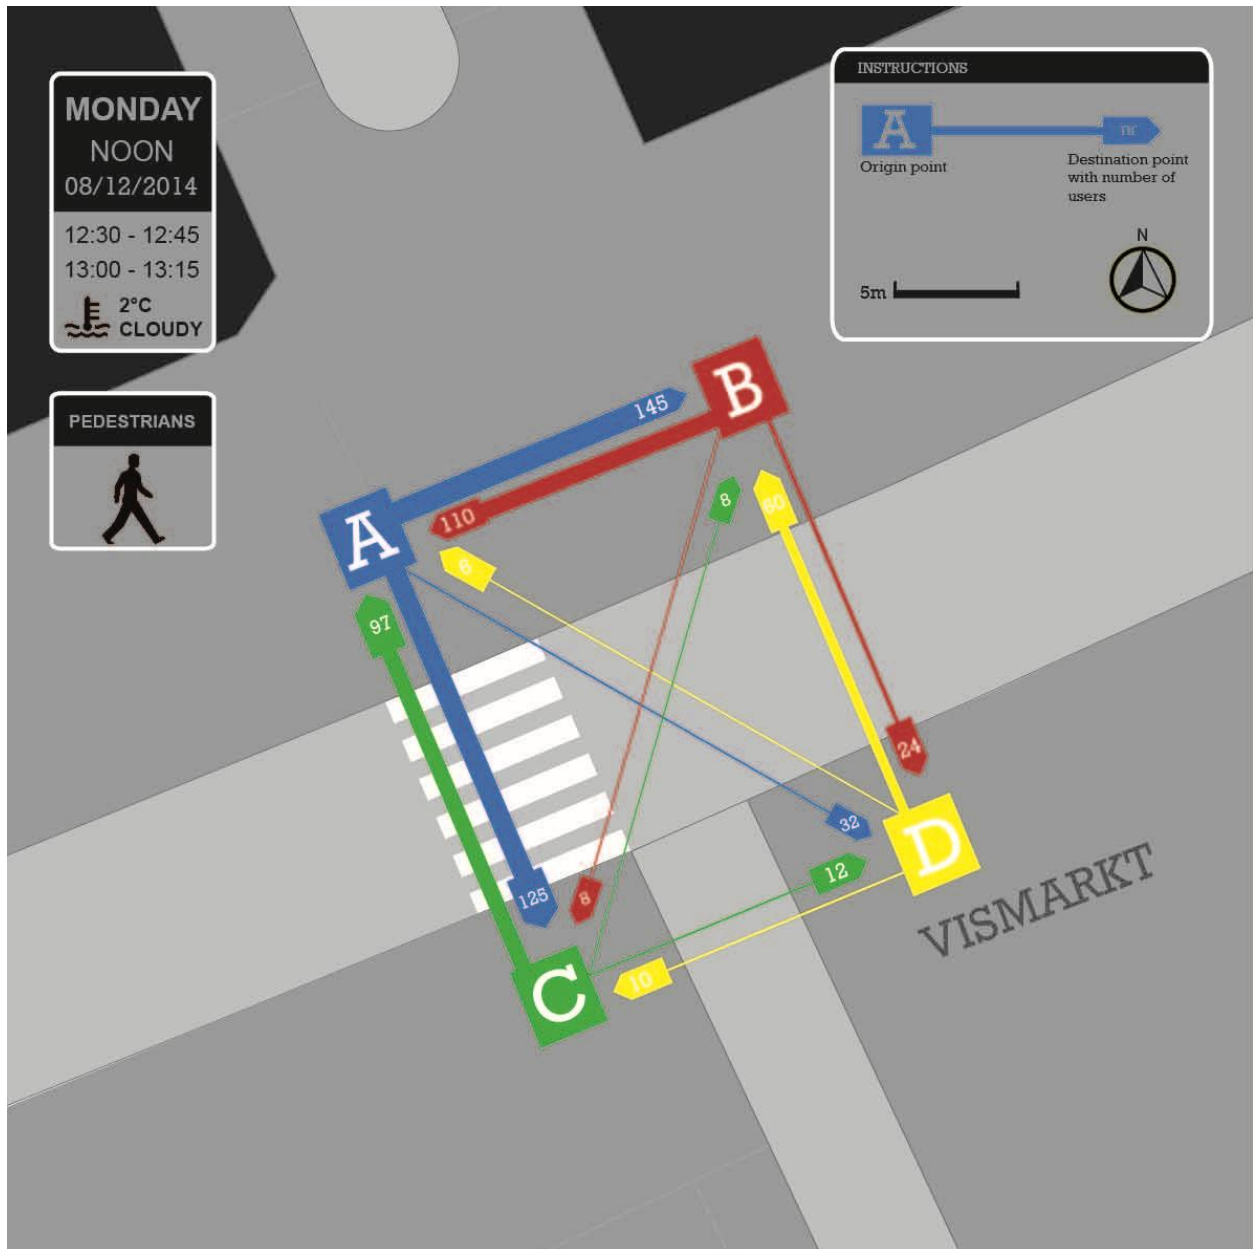 MONDAY
NOON
08/12/2014
12:30 - 12:45
13:00 - 13:15
2°C
CLOUDY
PEDESTRIANS
INSTRUCTIONS
A
Origin point
Destination point
with number of
users
N
5m
B
145
110
8
60
A
6
97
24
32
D
12
125
8
VISMARKT
10
C